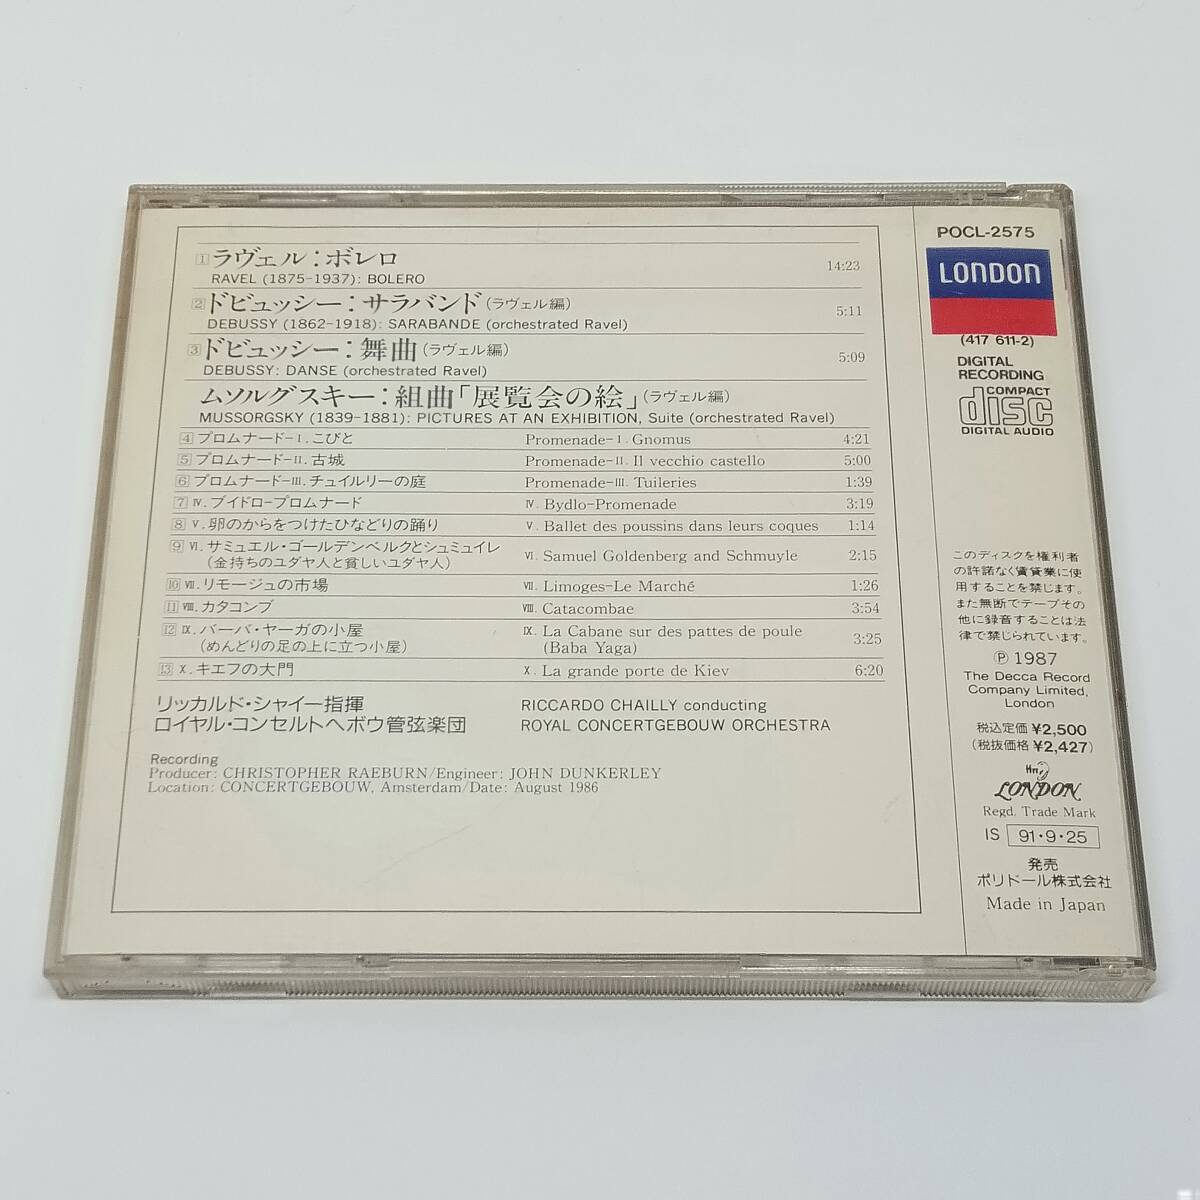 1 ラヴェル：ボレロ
RAVEL (1875-1937): BOLERO 14:23
2 ドビュッシー：サラバンド（ラヴェル編）
DEBUSSY (1862-1918): SARABANDE (orchestrated Ravel) 5:11
3 ドビュッシー：舞曲（ラヴェル編）
DEBUSSY: DANSE (orchestrated Ravel) 5:09
ムソルグスキー：組曲「展覧会の絵」（ラヴェル編）
MUSSORGSKY (1839-1881): PICTURES AT AN EXHIBITION, Suite (orchestrated Ravel)
4 プロムナード-I. こびと Promenade-I. Gnomus 4:21
5 プロムナード-II. 古城 Promenade-II. Il vecchio castello 5:00
6 プロムナード-III. チュイルリーの庭 Promenade-III. Tuileries 1:39
7 IV. ブイドロ-プロムナード IV. Bydlo-Promenade 3:19
8 V. 卵のからをつけたひなどりの踊り V. Ballet des poussins dans leurs coques 1:14
9 VI. サミュエル・ゴールデンベルクとシュミュイレ VI. Samuel Goldenberg and Schmuyle 2:15
（金持ちのユダヤ人と貧しいユダヤ人）
10 VII. リモージュの市場 VII. Limoges-Le Marché 1:26
11 VIII. カタコンブ VIII. Catacombae 3:54
12 IX. バーバ・ヤーガの小屋 IX. La Cabane sur des pattes de poule 3:25
（めんどりの足の上に立つ小屋） (Baba Yaga)
13 X. キエフの大門 X. La grande porte de Kiev 6:20
リッカルド・シャイー指揮 RICCARDO CHAILLY conducting
ロイヤル・コンセルトヘボウ管弦楽団 ROYAL CONCERTGEBOUW ORCHESTRA
Recording
Producer: CHRISTOPHER RAEBURN/Engineer: JOHN DUNKERLEY
Location: CONCERTGEBOUW, Amsterdam/Date: August 1986
POCL-2575
LONDON
(417 611-2)
DIGITAL
RECORDING
COMPACT
disc
DIGITAL AUDIO
このディスクを権利者
の許諾なく賃貸業に使
用することを禁じます。
また無断でテープその
他に録音することは法
律で禁じられています。
Ⓟ 1987
The Decca Record
Company Limited,
London
税込定価 ¥2,500
（税抜価格 ¥2,427）
LONDON
Regd. Trade Mark
IS 91・9・25
発売
ポリドール株式会社
Made in Japan